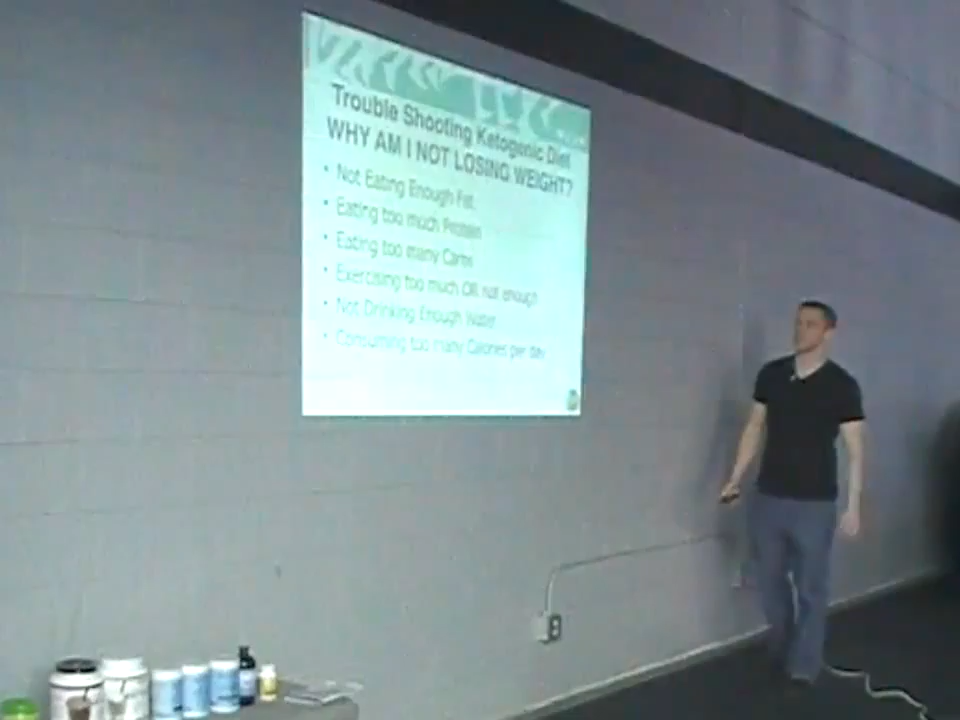 Trouble Shooting Ketogenic Diet
WHY AM I NOT LOSING WEIGHT?
• Not Eating Enough Fat
• Eating too much Protein
• Eating too many Carbs
• Exercising too much OR not enough
• Not Drinking Enough Water
• Consuming too many Calories per day